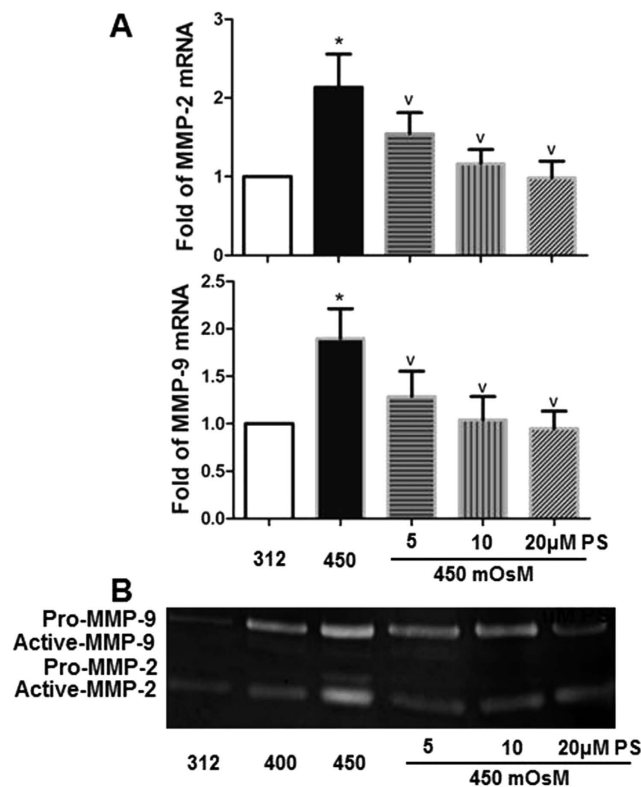 A
Fold of MMP-2 mRNA
3
2
1
0
*
v
v
v
Fold of MMP-9 mRNA
2.5
2.0
1.5
1.0
0.5
0.0
*
v
v
v
312
450
5
10
20µM PS
450 mOsM
B
Pro-MMP-9
Active-MMP-9
Pro-MMP-2
Active-MMP-2
312
400
450
5
10
20µM PS
450 mOsM